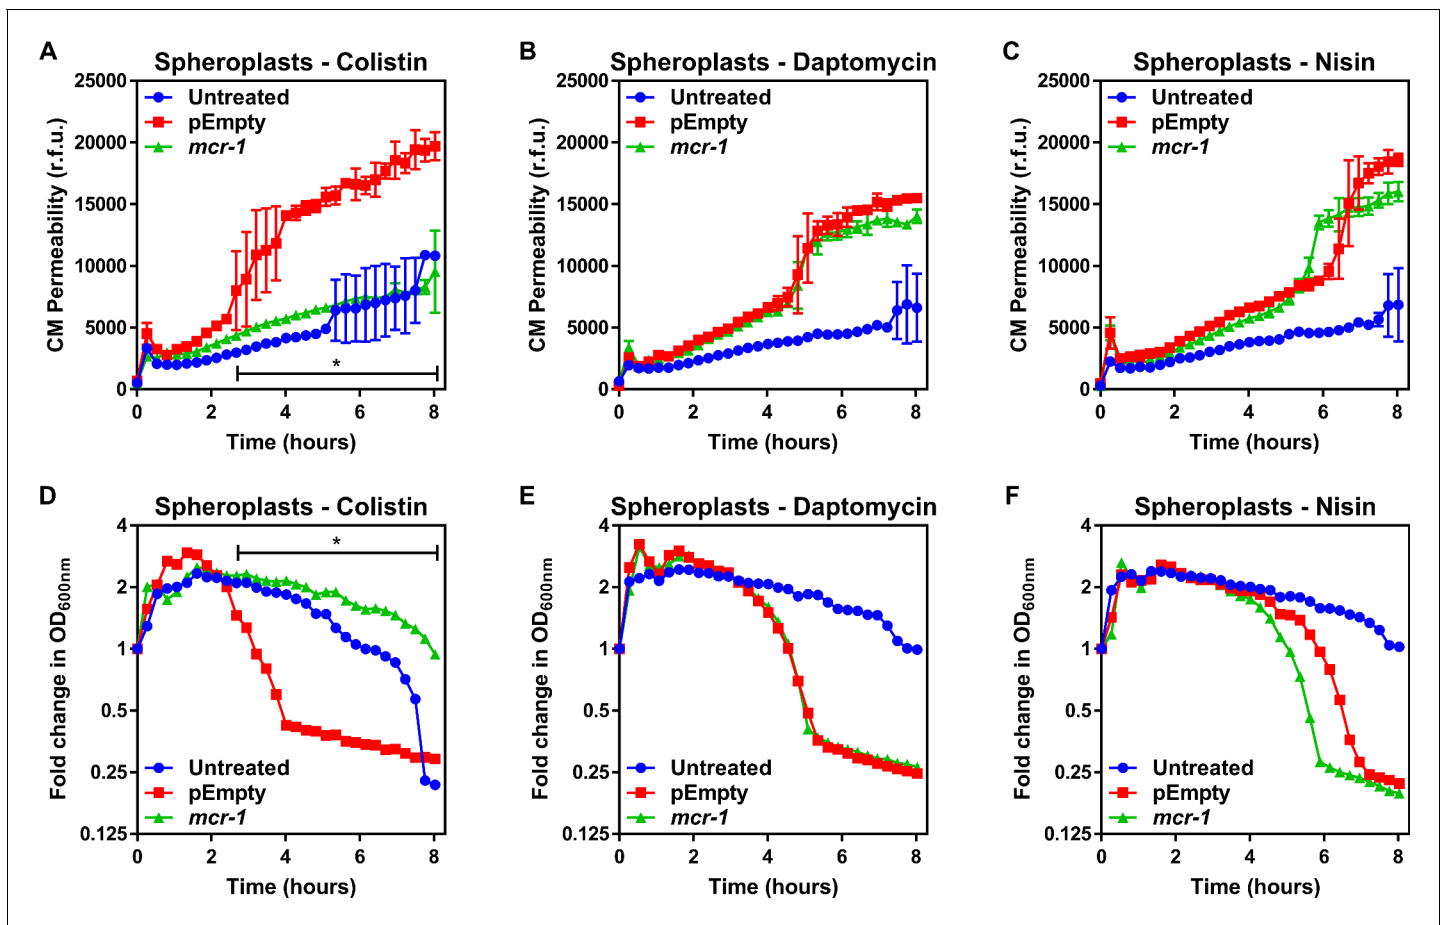 A
Spheroplasts - Colistin
CM Permeability (r.f.u.)
25000
20000
15000
10000
5000
0
Untreated
pEmpty
mcr-1
*
0 2 4 6 8
Time (hours)
B
Spheroplasts - Daptomycin
CM Permeability (r.f.u.)
25000
20000
15000
10000
5000
0
Untreated
pEmpty
mcr-1
0 2 4 6 8
Time (hours)
C
Spheroplasts - Nisin
CM Permeability (r.f.u.)
25000
20000
15000
10000
5000
0
Untreated
pEmpty
mcr-1
0 2 4 6 8
Time (hours)
D
Spheroplasts - Colistin
Fold change in OD600nm
4
2
1
0.5
0.25
0.125
*
Untreated
pEmpty
mcr-1
0 2 4 6 8
Time (hours)
E
Spheroplasts - Daptomycin
Fold change in OD600nm
4
2
1
0.5
0.25
0.125
Untreated
pEmpty
mcr-1
0 2 4 6 8
Time (hours)
F
Spheroplasts - Nisin
Fold change in OD600nm
4
2
1
0.5
0.25
0.125
Untreated
pEmpty
mcr-1
0 2 4 6 8
Time (hours)